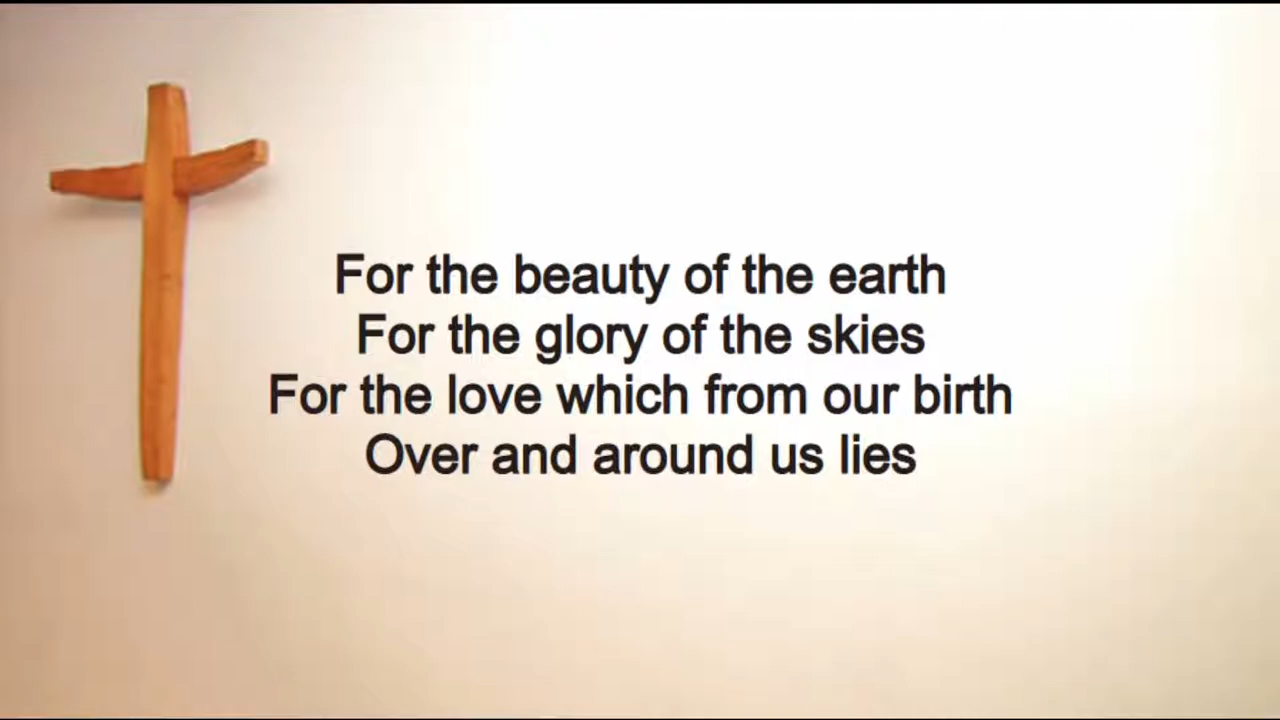 For the beauty of the earth
For the glory of the skies
For the love which from our birth
Over and around us lies